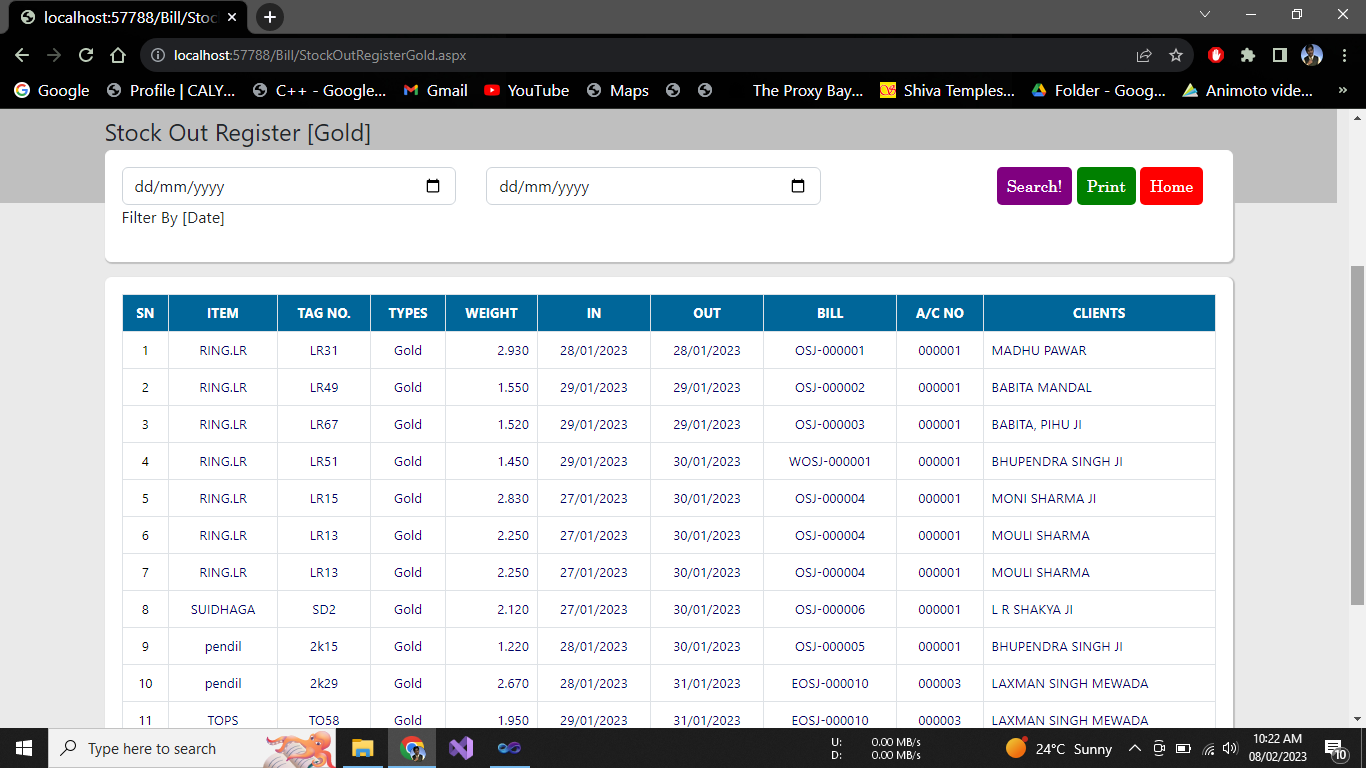 localhost:57788/Bill/Stoc
localhost:57788/Bill/StockOutRegisterGold.aspx
Google Profile | CALY... C++ - Google... Gmail YouTube Maps The Proxy Bay... Shiva Temples... Folder - Goog... Animoto vide... »
Stock Out Register [Gold]
dd/mm/yyyy dd/mm/yyyy Search! Print Home
Filter By [Date]
SN ITEM TAG NO. TYPES WEIGHT IN OUT BILL A/C NO CLIENTS
1 RING.LR LR31 Gold 2.930 28/01/2023 28/01/2023 OSJ-000001 000001 MADHU PAWAR
2 RING.LR LR49 Gold 1.550 29/01/2023 29/01/2023 OSJ-000002 000001 BABITA MANDAL
3 RING.LR LR67 Gold 1.520 29/01/2023 29/01/2023 OSJ-000003 000001 BABITA, PIHU JI
4 RING.LR LR51 Gold 1.450 29/01/2023 30/01/2023 WOSJ-000001 000001 BHUPENDRA SINGH JI
5 RING.LR LR15 Gold 2.830 27/01/2023 30/01/2023 OSJ-000004 000001 MONI SHARMA JI
6 RING.LR LR13 Gold 2.250 27/01/2023 30/01/2023 OSJ-000004 000001 MOULI SHARMA
7 RING.LR LR13 Gold 2.250 27/01/2023 30/01/2023 OSJ-000004 000001 MOULI SHARMA
8 SUIDHAGA SD2 Gold 2.120 27/01/2023 30/01/2023 OSJ-000006 000001 L R SHAKYA JI
9 pendil 2k15 Gold 1.220 28/01/2023 30/01/2023 OSJ-000005 000001 BHUPENDRA SINGH JI
10 pendil 2k29 Gold 2.670 28/01/2023 31/01/2023 EOSJ-000010 000003 LAXMAN SINGH MEWADA
11 TOPS TO58 Gold 1.950 29/01/2023 31/01/2023 EOSJ-000010 000003 LAXMAN SINGH MEWADA
Type here to search
U: 0.00 MB/s
D: 0.00 MB/s
24°C Sunny
10:22 AM
08/02/2023
10